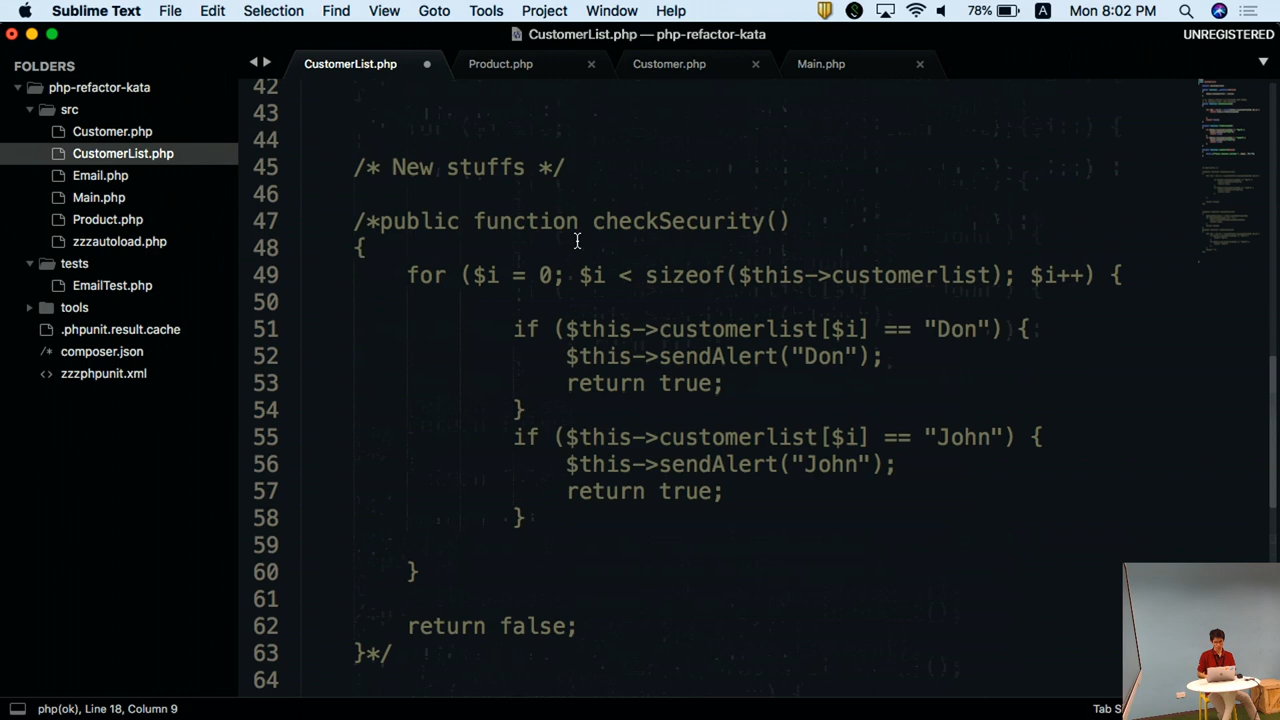 Sublime Text File Edit Selection Find View Goto Tools Project Window Help 78% A Mon 8:02 PM
CustomerList.php — php-refactor-kata
UNREGISTERED
FOLDERS
php-refactor-kata
src
Customer.php
CustomerList.php
Email.php
Main.php
Product.php
zzzautoload.php
tests
EmailTest.php
tools
.phpunit.result.cache
composer.json
zzzphpunit.xml
CustomerList.php Product.php Customer.php Main.php
42
43
44
45 /* New stuffs */
46
47 /*public function checkSecurity()
48 {
49 for ($i = 0; $i < sizeof($this->customerlist); $i++) {
50
51 if ($this->customerlist[$i] == "Don") {
52 $this->sendAlert("Don");
53 return true;
54 }
55 if ($this->customerlist[$i] == "John") {
56 $this->sendAlert("John");
57 return true;
58 }
59
60 }
61
62 return false;
63 }*/
64
php(ok), Line 18, Column 9
Tab S